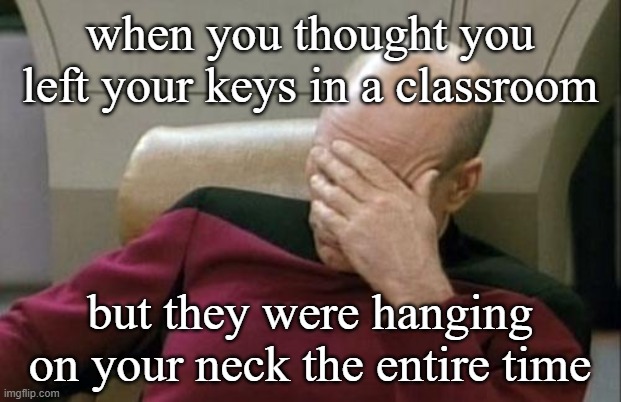 when you thought you
left your keys in a classroom
but they were hanging
on your neck the entire time
imgflip.com